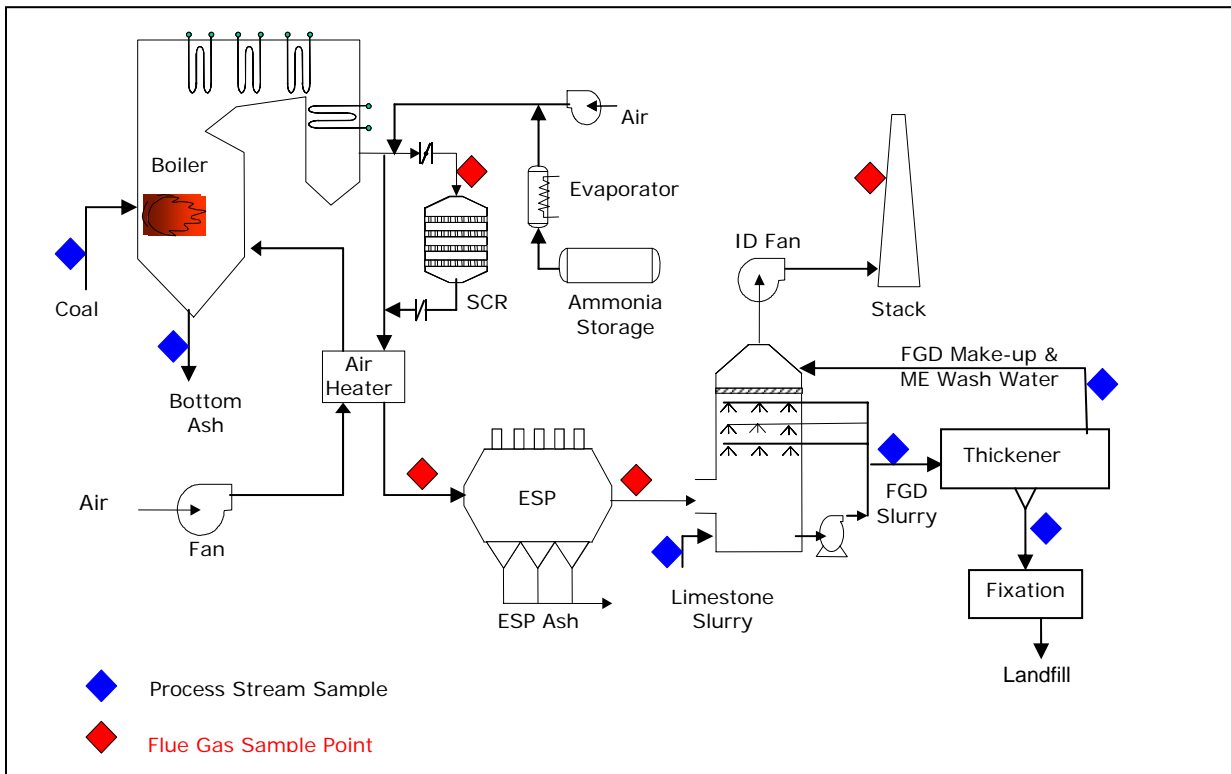 Boiler
Coal
Bottom
Ash
Air
Fan
Air
Heater
SCR
Air
Evaporator
Ammonia
Storage
ESP
ESP Ash
Limestone
Slurry
ID Fan
Stack
FGD Make-up &
ME Wash Water
Thickener
FGD
Slurry
Fixation
Landfill
Process Stream Sample
Flue Gas Sample Point